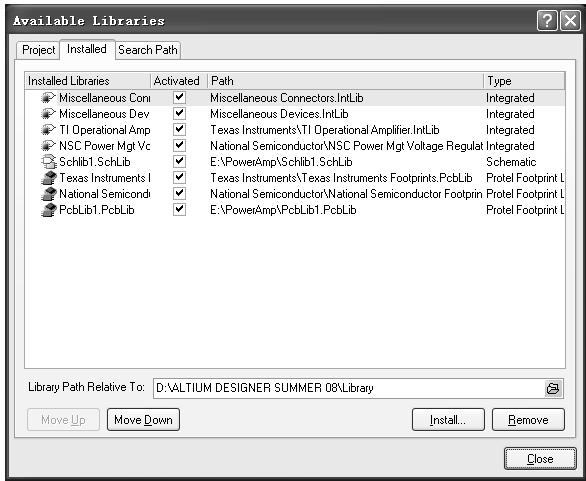 Available Libraries
Project Installed Search Path
Installed Libraries Activated Path Type
Miscellaneous Conn Miscellaneous Connectors.IntLib Integrated
Miscellaneous Dev Miscellaneous Devices.IntLib Integrated
TI Operational Amp Texas Instruments\TI Operational Amplifier.IntLib Integrated
NSC Power Mgt Vo National Semiconductor\NSC Power Mgt Voltage Regulat Integrated
Schlib1.SchLib E:\PowerAmp\Schlib1.SchLib Schematic
Texas Instruments Texas Instruments\Texas Instruments Footprints.PcbLib Protel Footprint L
National Semicond National Semiconductor\National Semiconductor Footprin Protel Footprint L
PcbLib1.PcbLib E:\PowerAmp\PcbLib1.PcbLib Protel Footprint L
Library Path Relative To: D:\ALTIUM DESIGNER SUMMER 08\Library
Move Up Move Down Install... Remove
Close